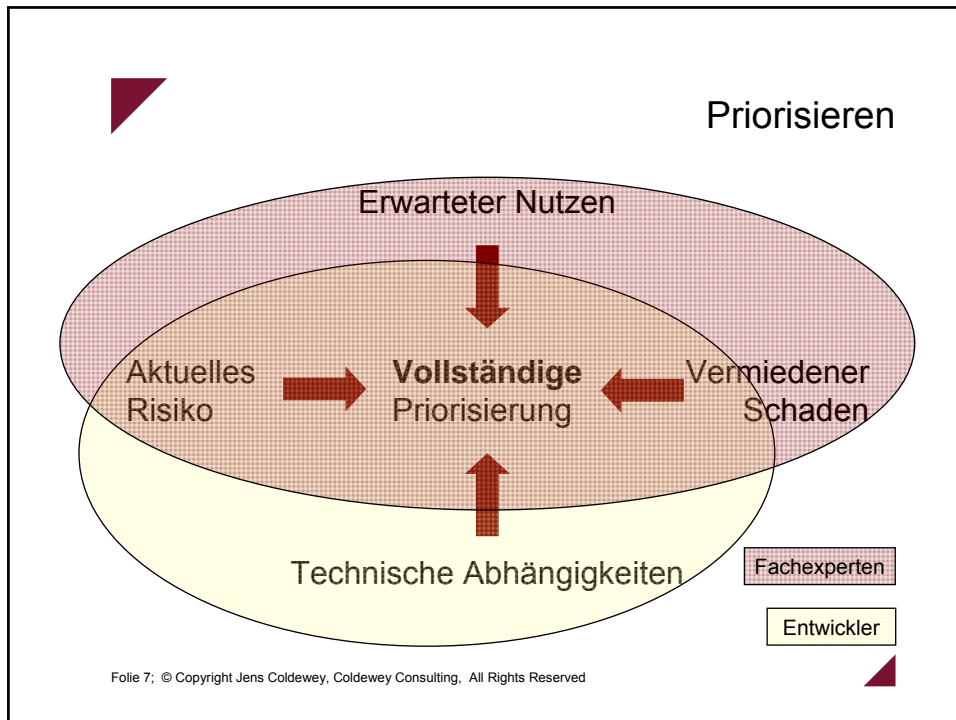 Priorisieren
Erwarteter Nutzen
Aktuelles
Risiko
Vollständige
Priorisierung
Vermiedener
Schaden
Technische Abhängigkeiten
Fachexperten
Entwickler
Folie 7; © Copyright Jens Coldewey, Coldewey Consulting, All Rights Reserved